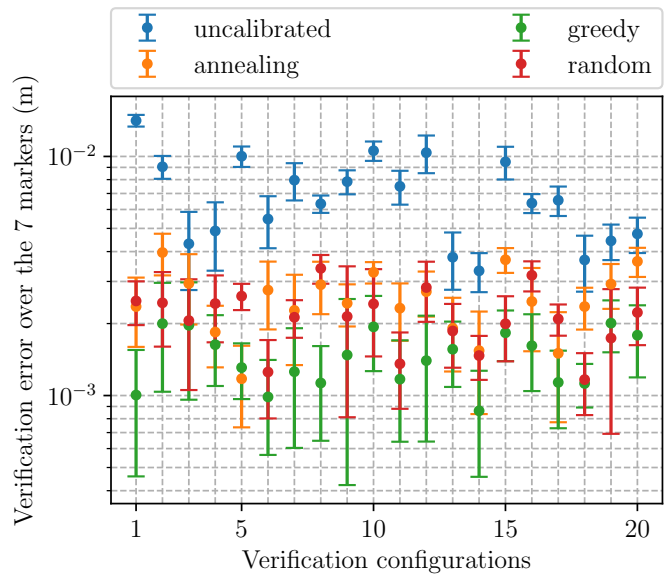 uncalibrated greedy
annealing random
Verification error over the 7 markers (m)
10⁻²
10⁻³
1 5 10 15 20
Verification configurations